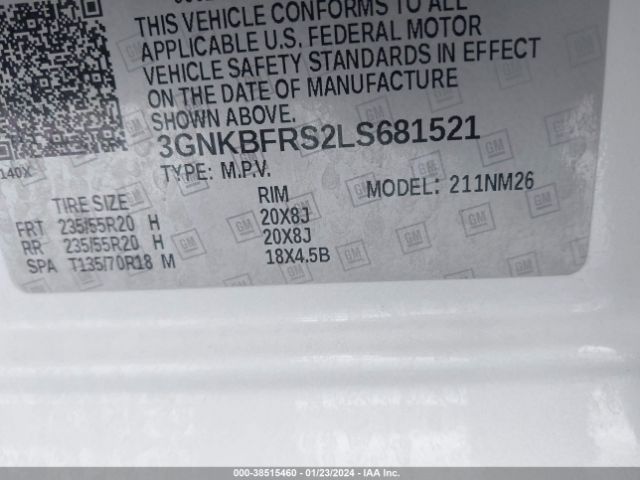 THIS VEHICLE CONFORMS TO ALL
APPLICABLE U.S. FEDERAL MOTOR
VEHICLE SAFETY STANDARDS IN EFFECT
ON THE DATE OF MANUFACTURE
SHOWN ABOVE.
140X
3GNKBFRS2LS681521
TYPE: M.P.V.
MODEL: 211NM26
TIRE SIZE RIM
FRT 235/55R20 H 20X8J
RR 235/55R20 H 20X8J
SPA T135/70R18 M 18X4.5B
000-38515460 - 01/23/2024 - IAA Inc.